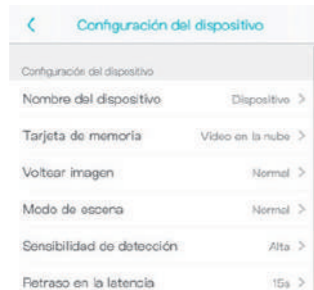 Configuración del dispositivo
Configuración del dispositivo
Nombre del dispositivo Dispositivo >
Tarjeta de memoria Video en la nube >
Voltear imagen Normal >
Modo de escena Normal >
Sensibilidad de detección Alta >
Retraso en la latencia 15s >